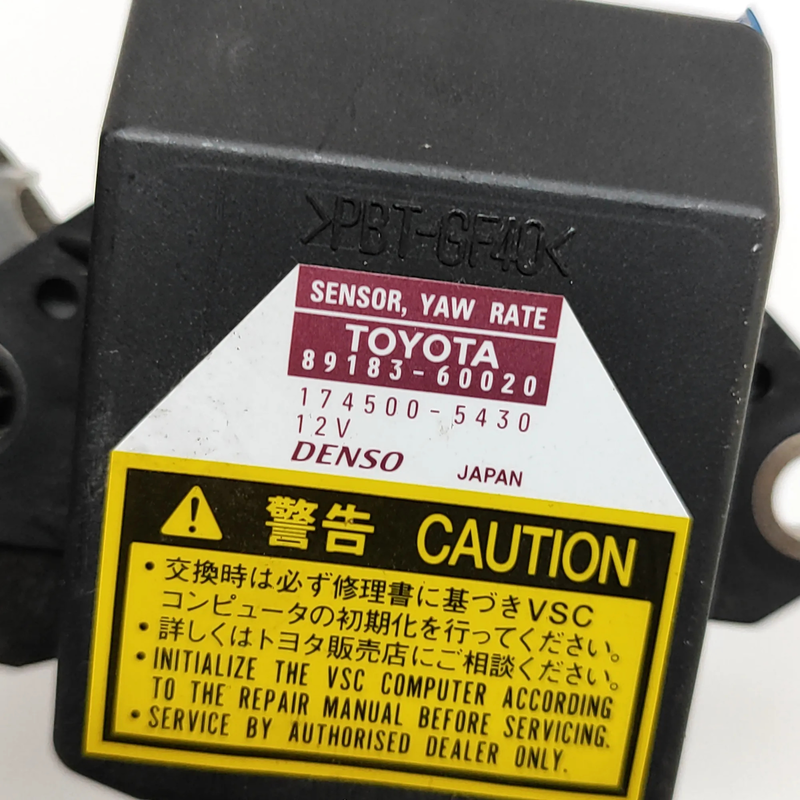 >PBT-GF40<
SENSOR, YAW RATE
TOYOTA
89183-60020
174500-5430
12V
DENSO JAPAN
警告 CAUTION
・交換時は必ず修理書に基づきVSC
コンピュータの初期化を行ってください。
・詳しくはトヨタ販売店にご相談ください。
・INITIALIZE THE VSC COMPUTER ACCORDING
TO THE REPAIR MANUAL BEFORE SERVICING.
・SERVICE BY AUTHORISED DEALER ONLY.